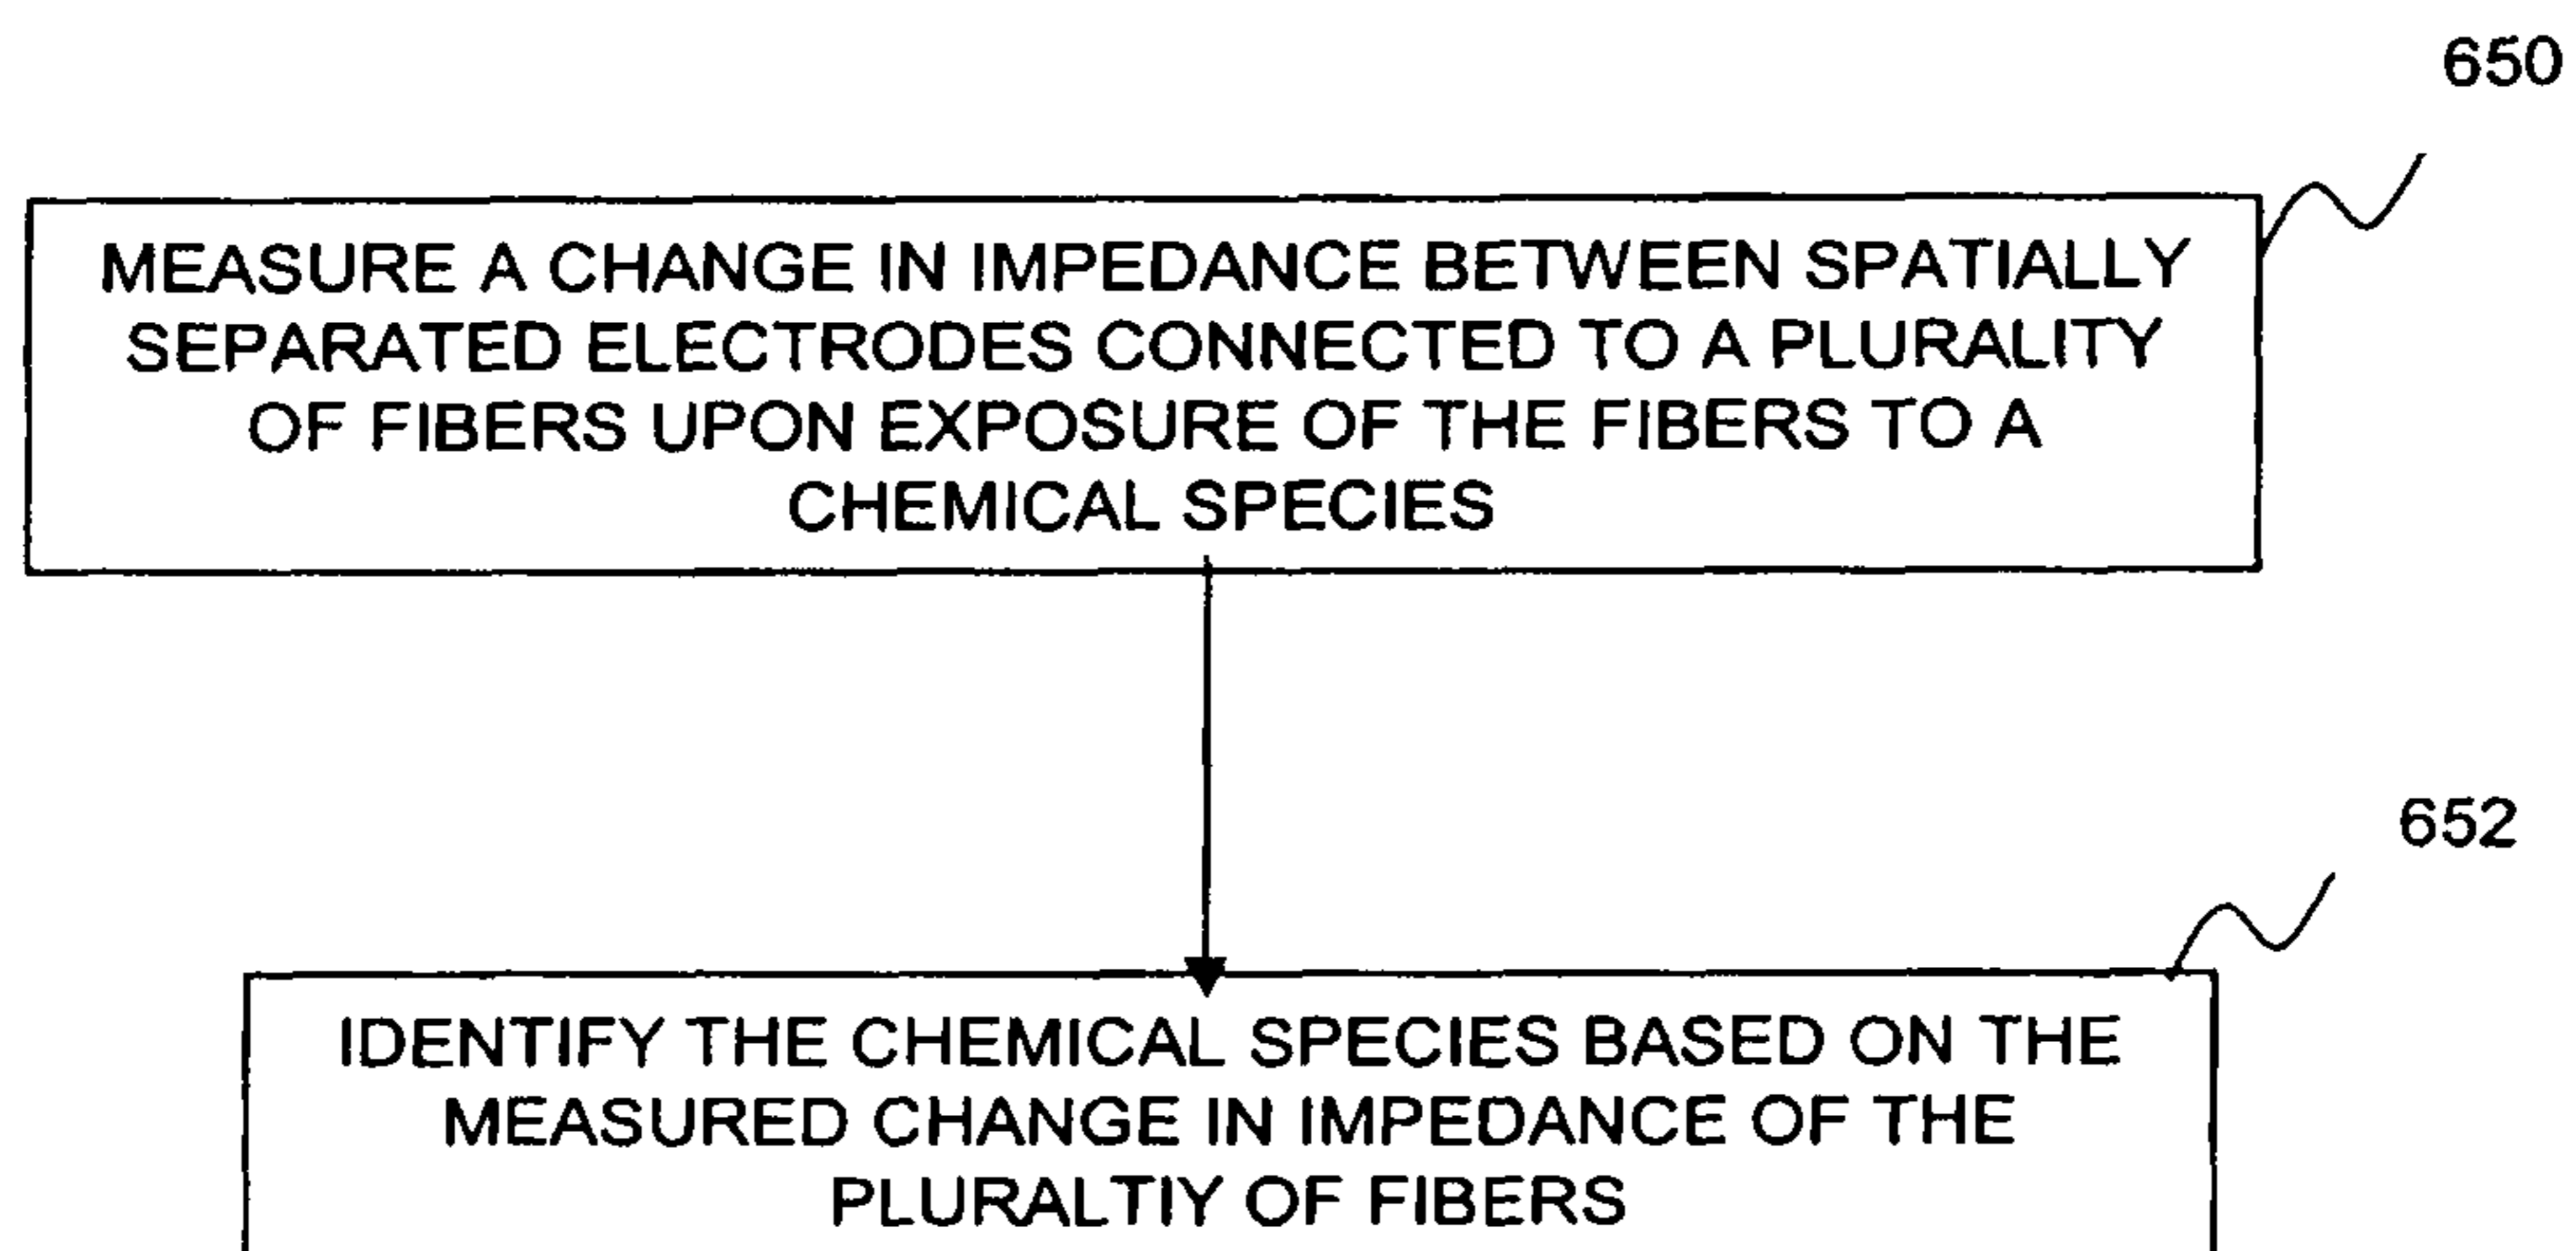 650
MEASURE A CHANGE IN IMPEDANCE BETWEEN SPATIALLY
SEPARATED ELECTRODES CONNECTED TO A PLURALITY
OF FIBERS UPON EXPOSURE OF THE FIBERS TO A
CHEMICAL SPECIES
652
IDENTIFY THE CHEMICAL SPECIES BASED ON THE
MEASURED CHANGE IN IMPEDANCE OF THE
PLURALTIY OF FIBERS